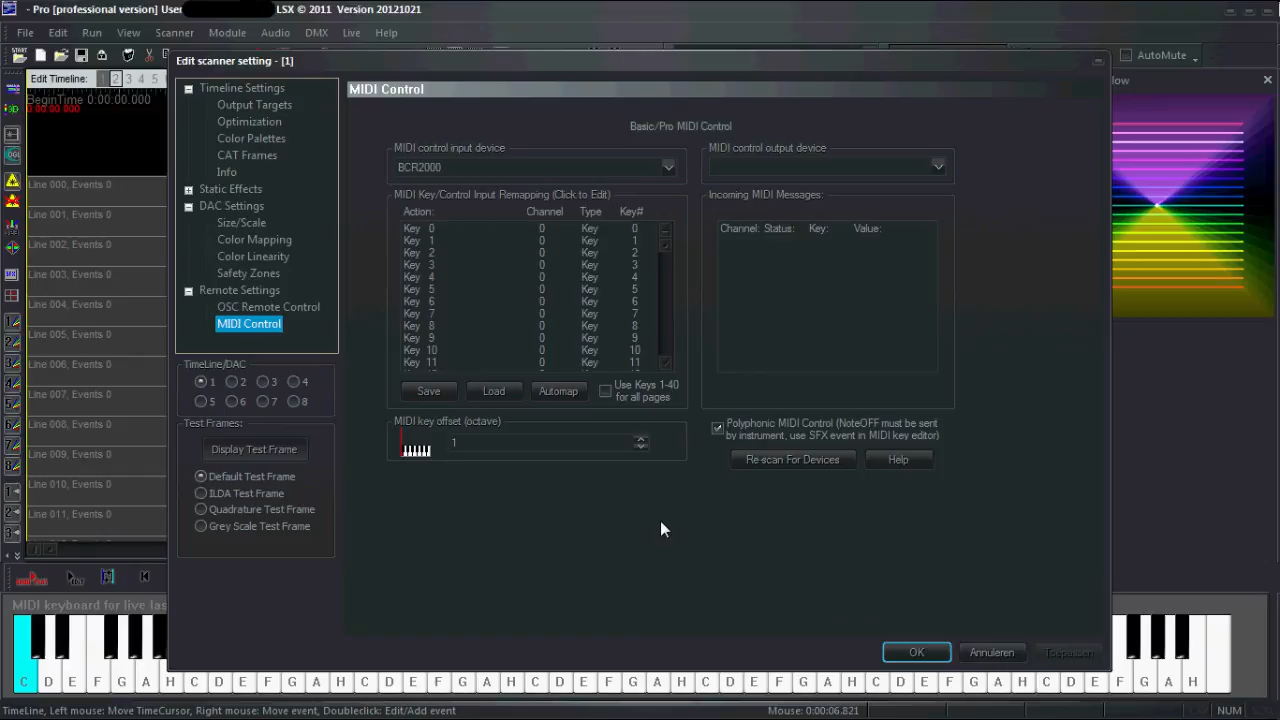 - Pro [professional version] User LSX © 2011 Version 20121021
File Edit Run View Scanner Module Audio DMX Live Help
AutoMute
Edit Timeline: 1 2 3 4 5
BeginTime 0:00:00.000
0:00:00.000
Line 000, Events 0
Line 001, Events 0
Line 002, Events 0
Line 003, Events 0
Line 004, Events 0
Line 005, Events 0
Line 006, Events 0
Line 007, Events 0
Line 008, Events 0
Line 009, Events 0
Line 010, Events 0
Line 011, Events 0
Edit scanner setting - [1]
Timeline Settings
Output Targets
Optimization
Color Palettes
CAT Frames
Info
Static Effects
DAC Settings
Size/Scale
Color Mapping
Color Linearity
Safety Zones
Remote Settings
OSC Remote Control
MIDI Control
TimeLine/DAC
1 2 3 4
5 6 7 8
Test Frames:
Display Test Frame
Default Test Frame
ILDA Test Frame
Quadrature Test Frame
Grey Scale Test Frame
MIDI Control
Basic/Pro MIDI Control
MIDI control input device
BCR2000
MIDI Key/Control Input Remapping (Click to Edit)
Action: Channel Type Key#
Key 0 0 Key 0
Key 1 0 Key 1
Key 2 0 Key 2
Key 3 0 Key 3
Key 4 0 Key 4
Key 5 0 Key 5
Key 6 0 Key 6
Key 7 0 Key 7
Key 8 0 Key 8
Key 9 0 Key 9
Key 10 0 Key 10
Key 11 0 Key 11
Save Load Automap
Use Keys 1-40
for all pages
MIDI key offset (octave)
1
MIDI control output device
Incoming MIDI Messages:
Channel: Status: Key: Value:
Polyphonic MIDI Control (NoteOFF must be sent
by instrument, use SFX event in MIDI key editor)
Re-scan For Devices Help
OK Annuleren Toepassen
low
MIDI keyboard for live las
C D E F G A H C D E F G A H C D E F G A H C D E F G A H C D E F G A H C D E F G A H C D E F G A H
TimeLine, Left mouse: Move TimeCursor, Right mouse: Move event, Doubleclick: Edit/Add event
Mouse: 0:00:06.821
NUM